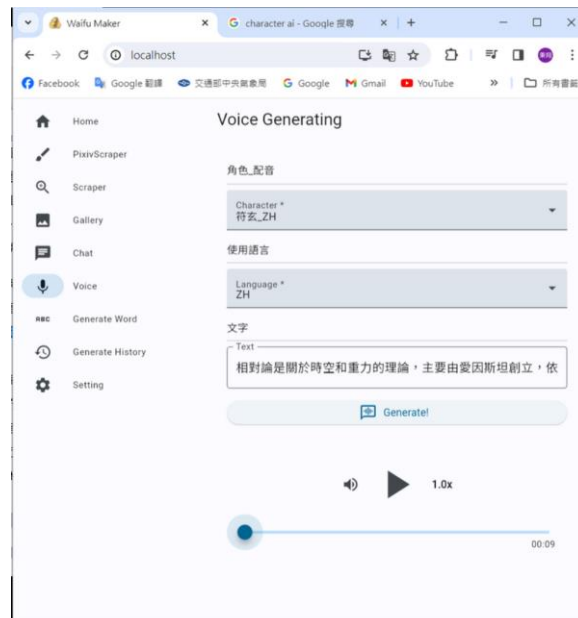 Waifu Maker
character ai - Google 搜尋
localhost
Facebook
Google 翻譯
交通部中央氣象局
Google
Gmail
YouTube
»
所有書籤
Home
Voice Generating
PixivScraper
角色_配音
Scraper
Character *
符玄_ZH
Gallery
Chat
使用語言
Voice
Language *
ZH
ABC
Generate Word
文字
Generate History
Text
相對論是關於時空和重力的理論，主要由愛因斯坦創立，依
Setting
Generate!
1.0x
00:09